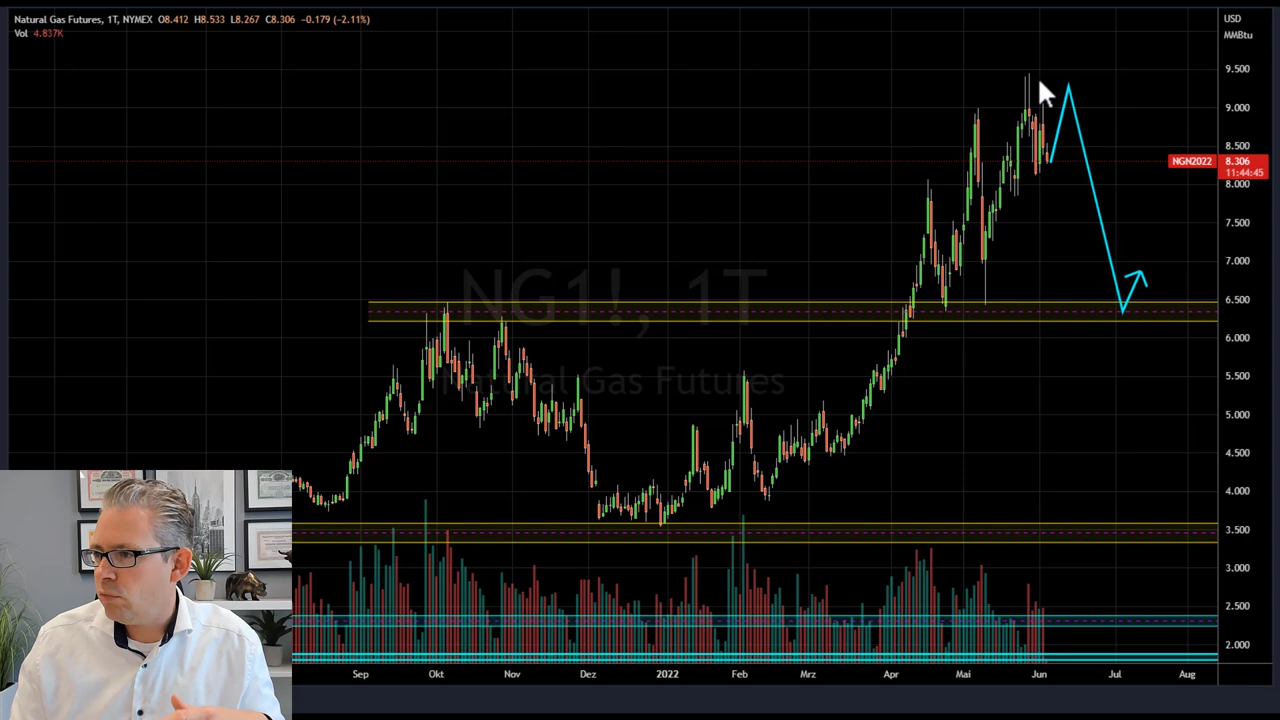 Natural Gas Futures, 1T, NYMEX O8.412 H8.533 L8.267 C8.306 −0.179 (−2.11%)
Vol 4.837K
USD
MMBtu
9.500
9.000
8.500
NGN2022 8.306
11:44:45
8.000
7.500
7.000
NG1!, 1T
6.500
6.000
Natural Gas Futures
5.500
5.000
4.500
4.000
3.500
3.000
2.500
2.000
Sep Okt Nov Dez 2022 Feb Mrz Apr Mai Jun Jul Aug